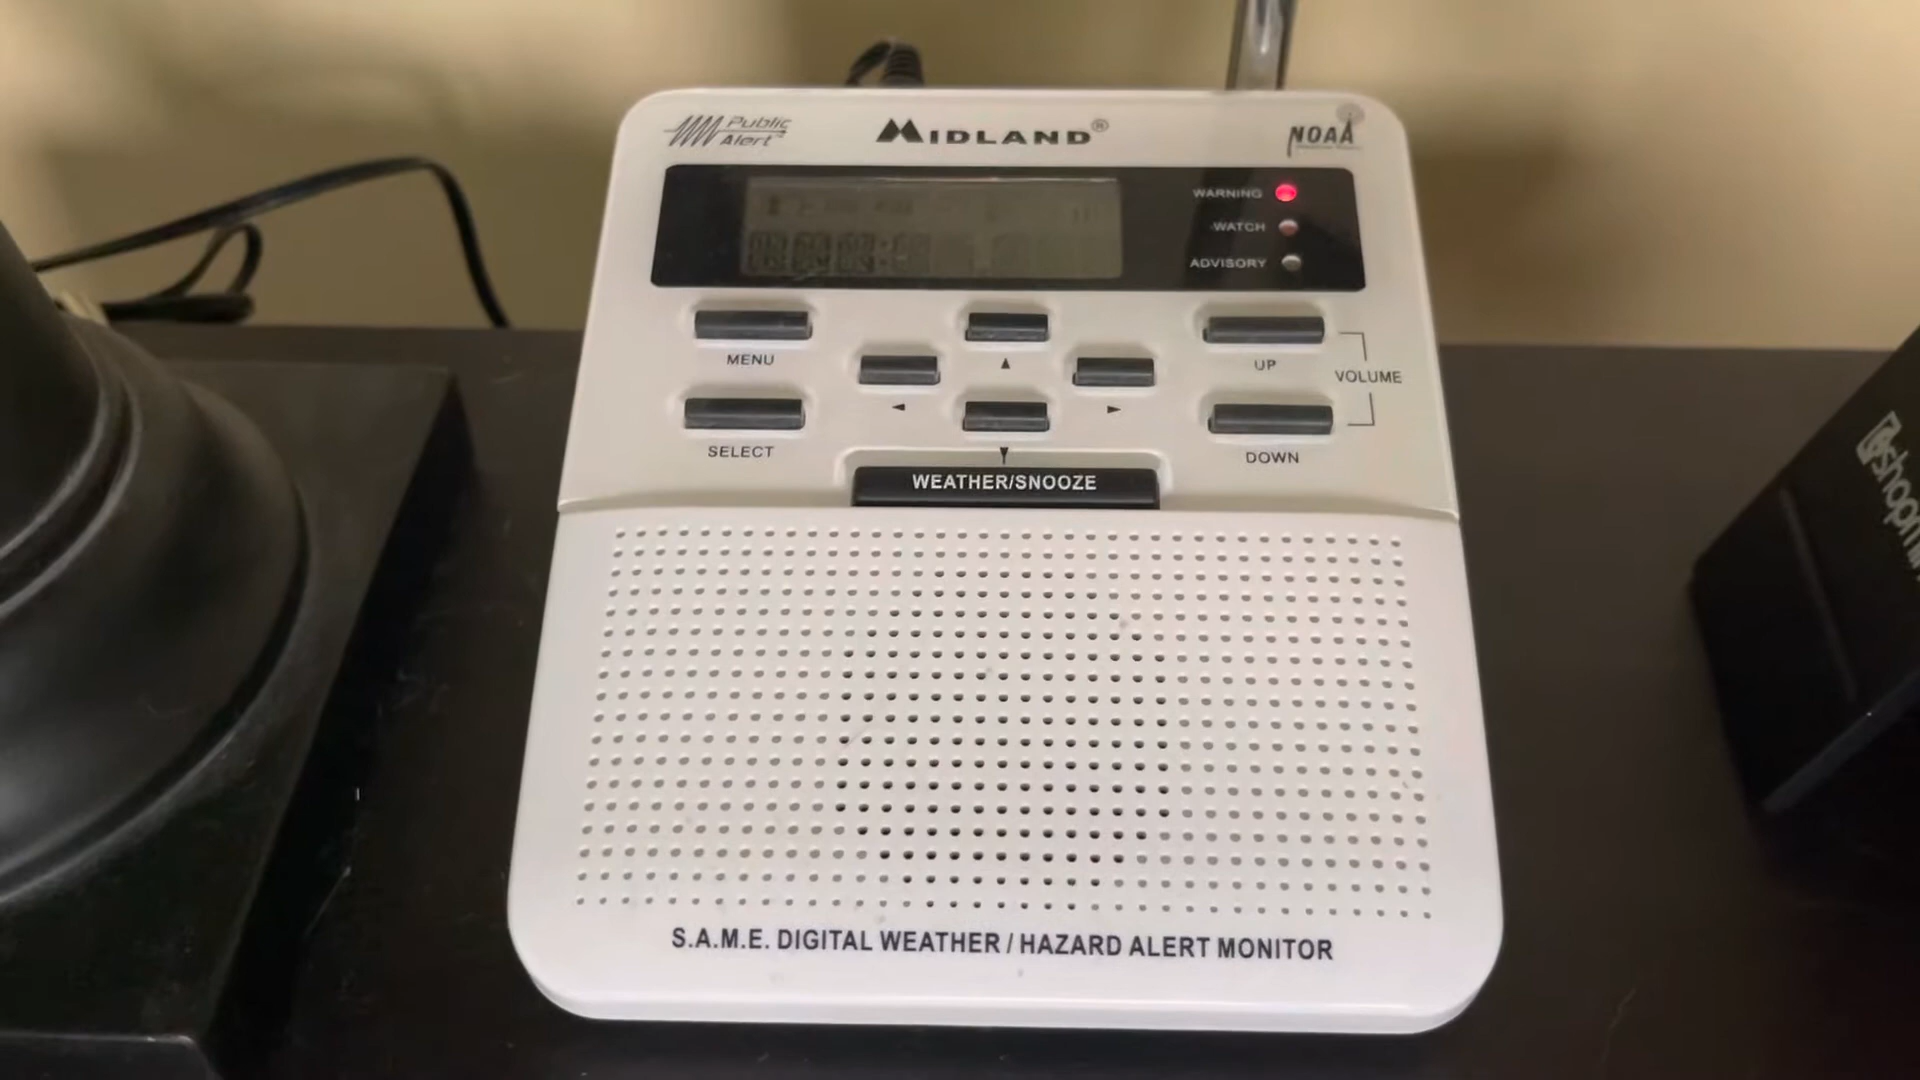 Public
Alert
MIDLAND®
NOAA
WARNING
WATCH
ADVISORY
MENU
▲
UP
VOLUME
◄
►
SELECT
▼
DOWN
WEATHER/SNOOZE
S.A.M.E. DIGITAL WEATHER / HAZARD ALERT MONITOR